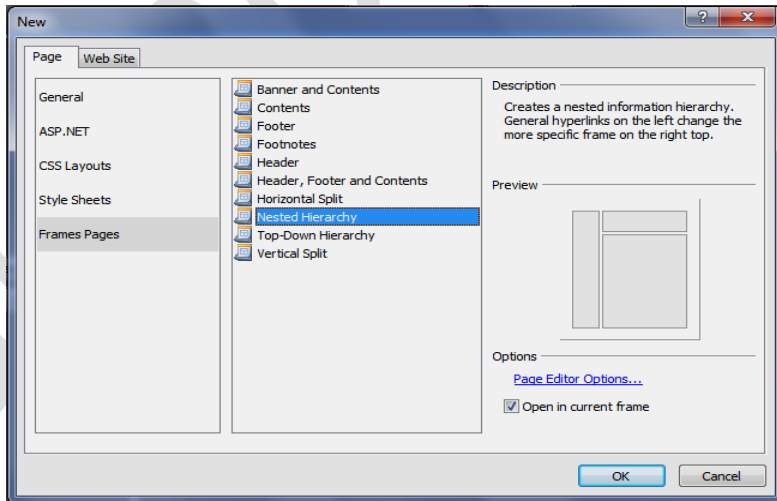 New
Page
Web Site
General
ASP.NET
CSS Layouts
Style Sheets
Frames Pages
Banner and Contents
Contents
Footer
Footnotes
Header
Header, Footer and Contents
Horizontal Split
Nested Hierarchy
Top-Down Hierarchy
Vertical Split
Description
Creates a nested information hierarchy.
General hyperlinks on the left change the
more specific frame on the right top.
Preview
Options
Page Editor Options...
Open in current frame
OK
Cancel